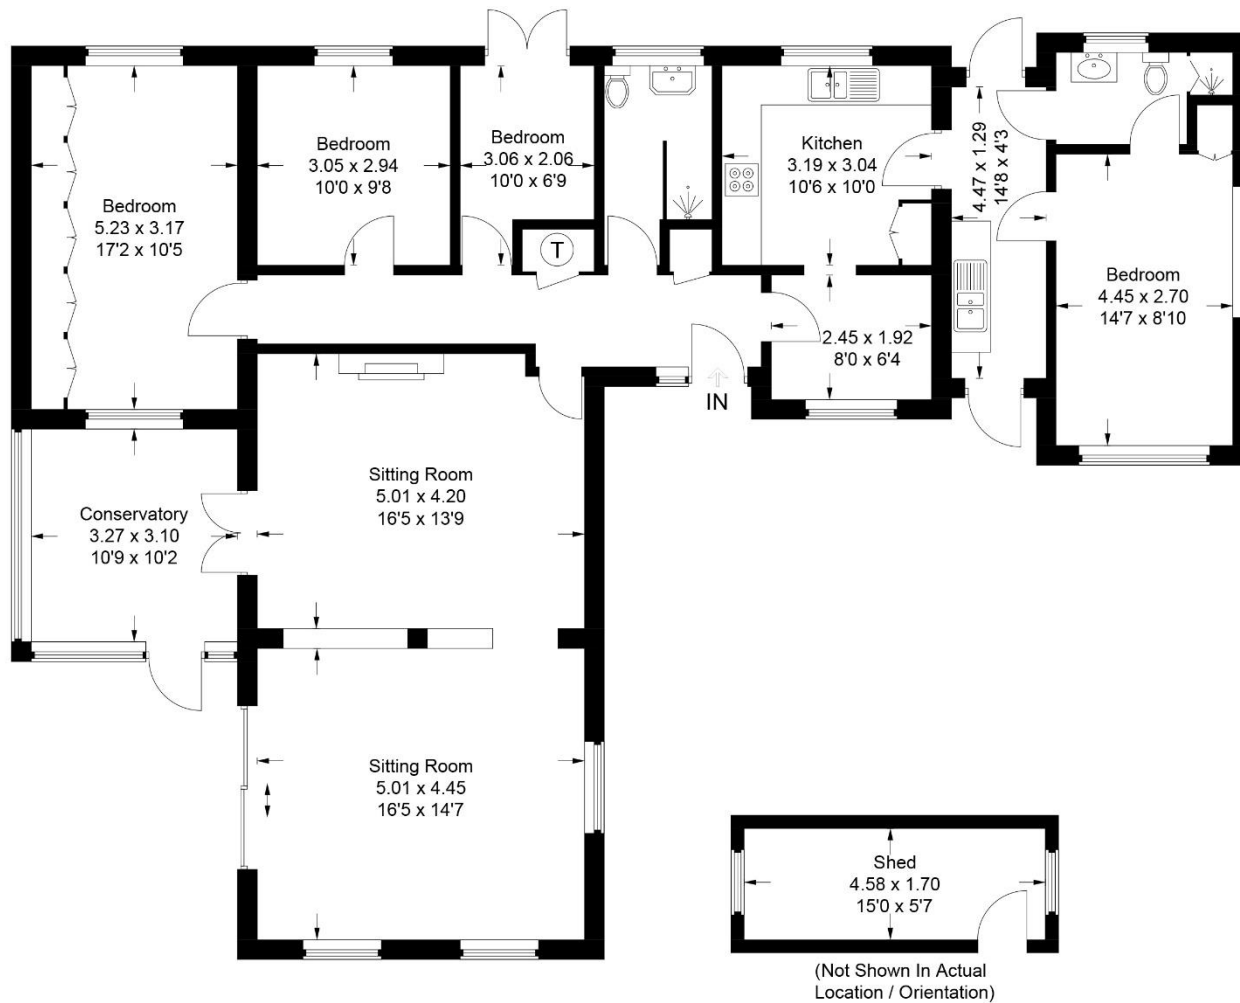 Bedroom
5.23 x 3.17
17'2 x 10'5
Bedroom
3.05 x 2.94
10'0 x 9'8
Bedroom
3.06 x 2.06
10'0 x 6'9
T
Kitchen
3.19 x 3.04
10'6 x 10'0
4.47 x 1.29
14'8 x 4'3
Bedroom
4.45 x 2.70
14'7 x 8'10
2.45 x 1.92
8'0 x 6'4
IN
Sitting Room
5.01 x 4.20
16'5 x 13'9
Conservatory
3.27 x 3.10
10'9 x 10'2
Sitting Room
5.01 x 4.45
16'5 x 14'7
Shed
4.58 x 1.70
15'0 x 5'7
(Not Shown In Actual
Location / Orientation)